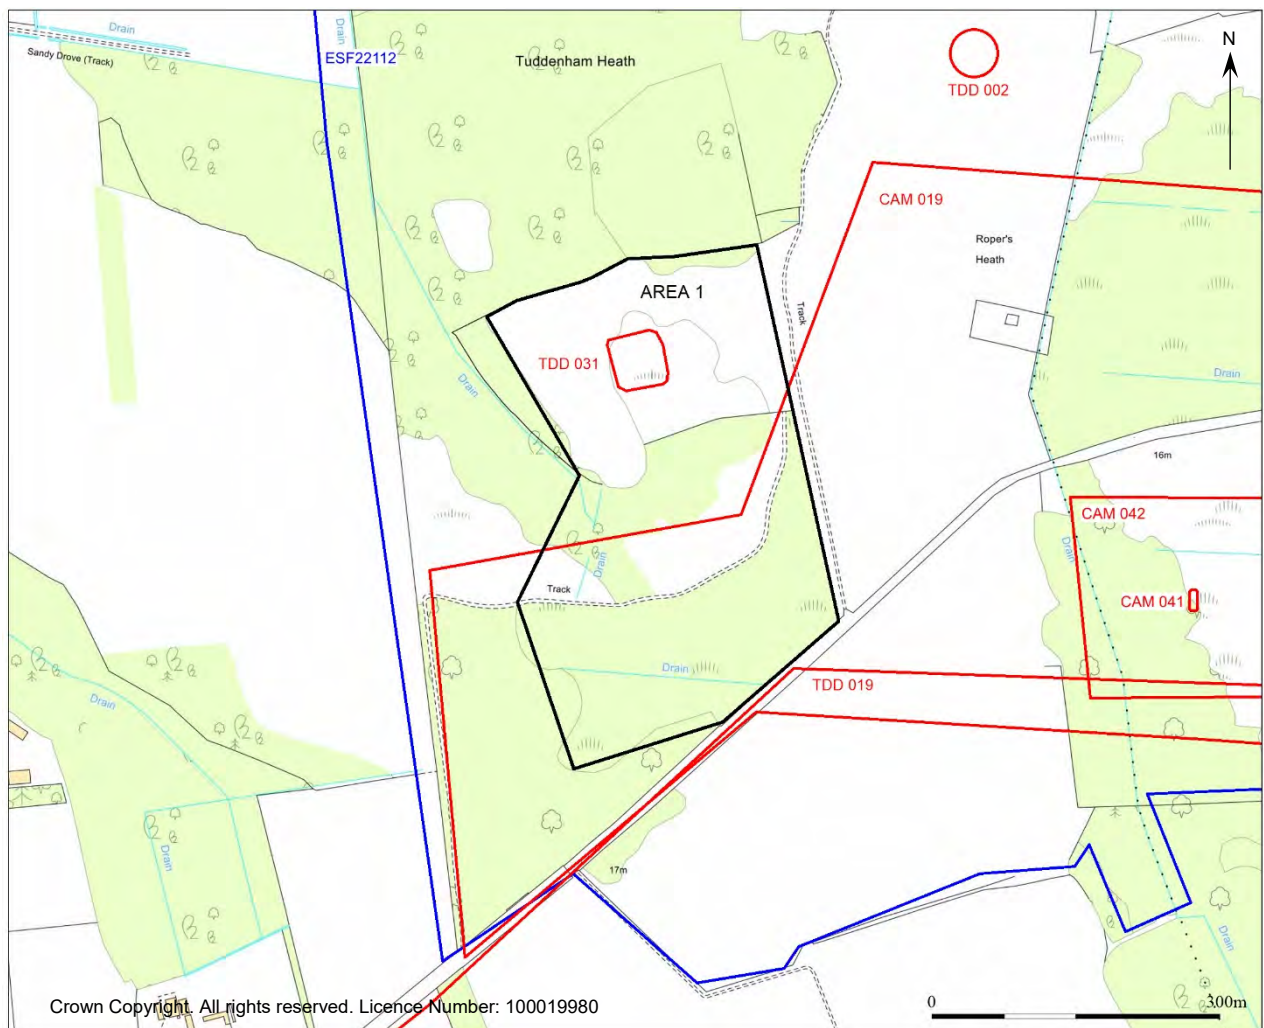 Drain
Drain
Sandy Drove (Track)
ESF22112
Tuddenham Heath
N
TDD 002
CAM 019
Roper's
Heath
AREA 1
Track
TDD 031
Drain
Drain
16m
CAM 042
Drain
Drain
Track
CAM 041
Drain
TDD 019
Drain
Drain
17m
Drain
Crown Copyright. All rights reserved. Licence Number: 100019980
0
300m